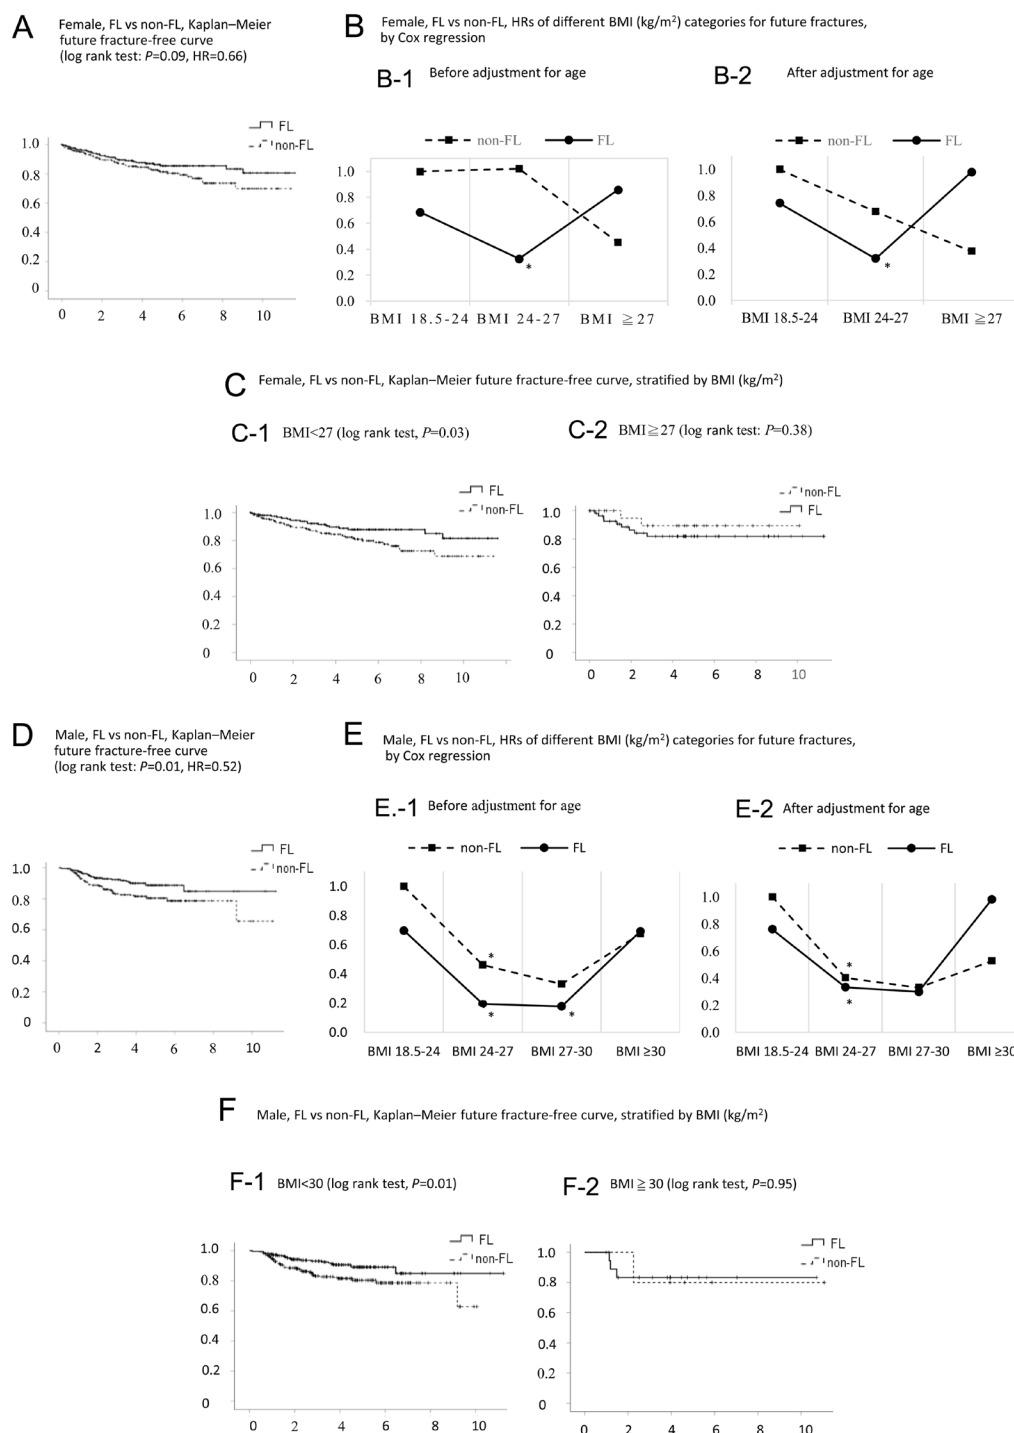 A
Female, FL vs non-FL, Kaplan–Meier
future fracture-free curve
(log rank test: P=0.09, HR=0.66)
FL
non-FL
1.0
0.8
0.6
0.4
0.2
0
0 2 4 6 8 10
B
Female, FL vs non-FL, HRs of different BMI (kg/m²) categories for future fractures,
by Cox regression
B-1 Before adjustment for age
non-FL FL
1.0
0.8
0.6
0.4
0.2
0.0
*
BMI 18.5-24 BMI 24-27 BMI ≧27
B-2 After adjustment for age
non-FL FL
1.0
0.8
0.6
0.4
0.2
0.0
*
BMI 18.5-24 BMI 24-27 BMI ≧27
C Female, FL vs non-FL, Kaplan–Meier future fracture-free curve, stratified by BMI (kg/m²)
C-1 BMI<27 (log rank test, P=0.03)
FL
non-FL
1.0
0.8
0.6
0.4
0.2
0
0 2 4 6 8 10
C-2 BMI≧27 (log rank test: P=0.38)
non-FL
FL
1.0
0.8
0.6
0.4
0.2
0
0 2 4 6 8 10
D
Male, FL vs non-FL, Kaplan–Meier
future fracture-free curve
(log rank test: P=0.01, HR=0.52)
FL
non-FL
1.0
0.8
0.6
0.4
0.2
0
0 2 4 6 8 10
E
Male, FL vs non-FL, HRs of different BMI (kg/m²) categories for future fractures,
by Cox regression
E.-1 Before adjustment for age
non-FL FL
1.0
0.8
0.6
0.4
0.2
0.0
*
* *
BMI 18.5-24 BMI 24-27 BMI 27-30 BMI ≥30
E-2 After adjustment for age
non-FL FL
1.0
0.8
0.6
0.4
0.2
0.0
*
*
BMI 18.5-24 BMI 24-27 BMI 27-30 BMI ≥30
F Male, FL vs non-FL, Kaplan–Meier future fracture-free curve, stratified by BMI (kg/m²)
F-1 BMI<30 (log rank test, P=0.01)
FL
non-FL
1.0
0.8
0.6
0.4
0.2
0
0 2 4 6 8 10
F-2 BMI ≧ 30 (log rank test, P=0.95)
FL
non-FL
1.0
0.8
0.6
0.4
0.2
0
0 2 4 6 8 10